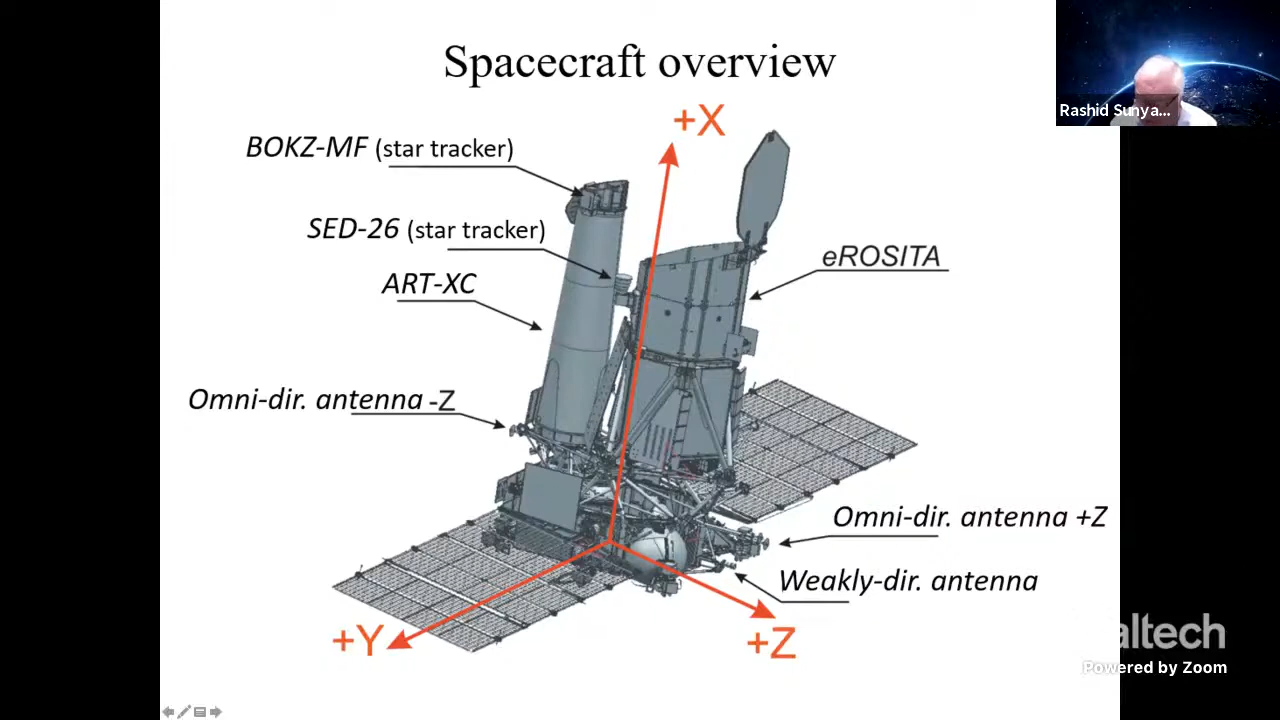 Spacecraft overview
Rashid Sunya...
+X
BOKZ-MF (star tracker)
SED-26 (star tracker)
eROSITA
ART-XC
Omni-dir. antenna -Z
Omni-dir. antenna +Z
Weakly-dir. antenna
+Y
+Z
altech
Powered by Zoom